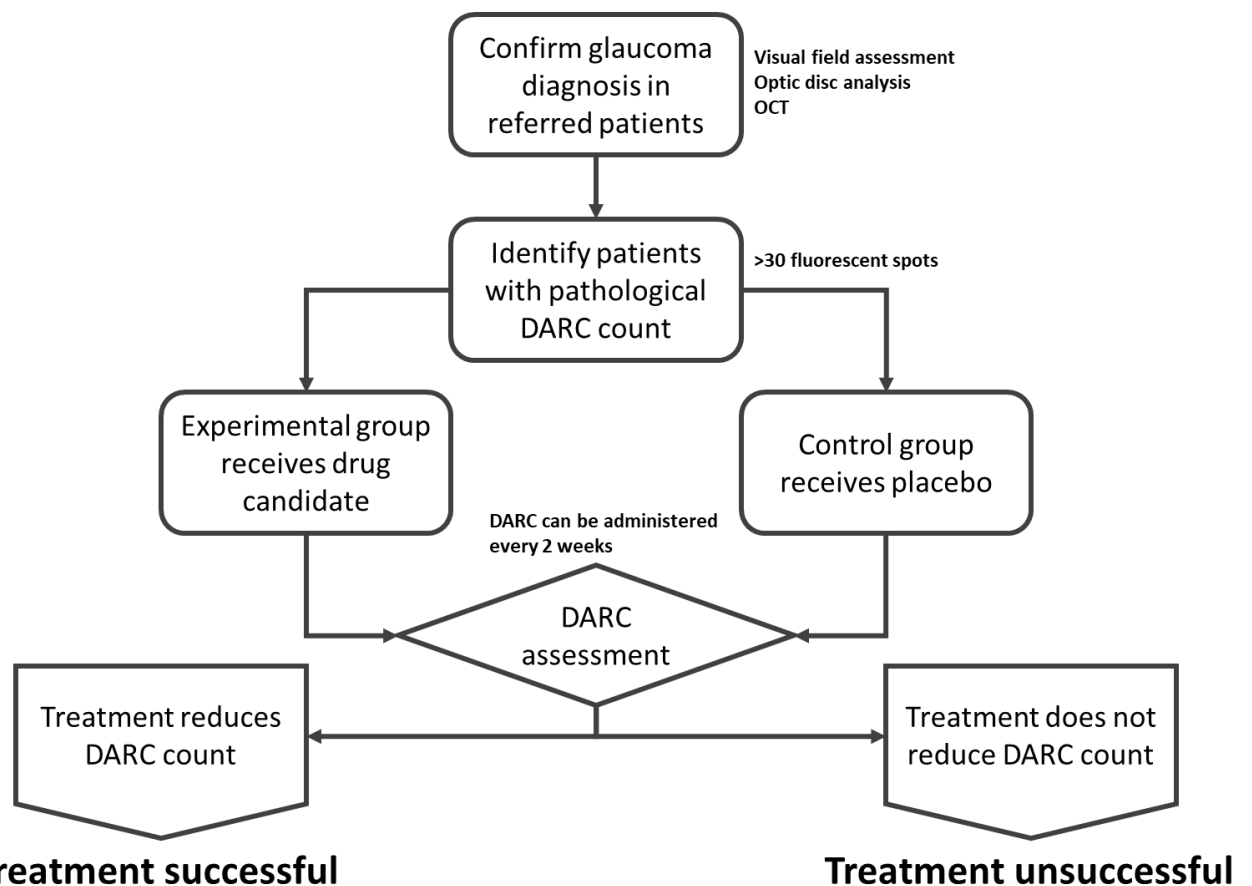 Confirm glaucoma
diagnosis in
referred patients
Visual field assessment
Optic disc analysis
OCT
Identify patients
with pathological
DARC count
>30 fluorescent spots
Experimental group
receives drug
candidate
Control group
receives placebo
DARC can be administered
every 2 weeks
DARC
assessment
Treatment reduces
DARC count
Treatment does not
reduce DARC count
reatment successful
Treatment unsuccessful